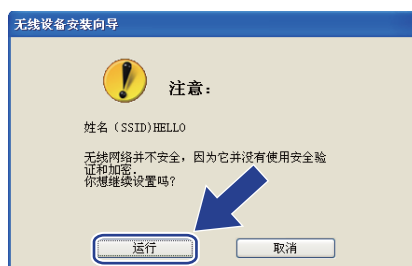 无线设备安装向导
注意：
姓名（SSID)HELLO
无线网络并不安全，因为它并没有使用安全验
证和加密.
你想继续设置吗?
运行
取消